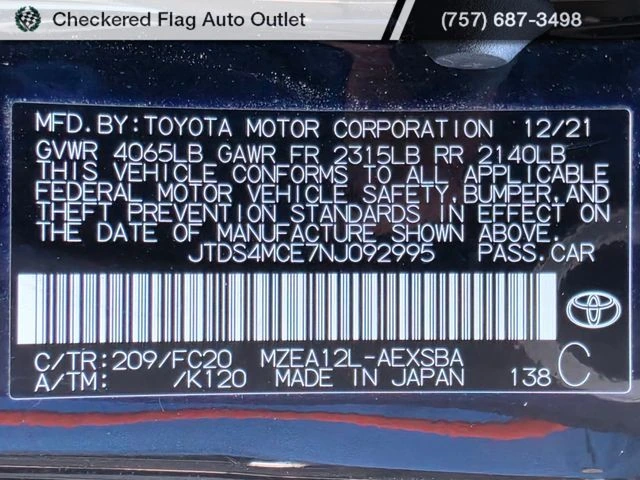 Checkered Flag Auto Outlet (757) 687-3498
MFD.BY:TOYOTA MOTOR CORPORATION 12/21
GVWR 4065LB GAWR FR 2315LB RR 2140LB
THIS VEHICLE CONFORMS TO ALL APPLICABLE
FEDERAL MOTOR VEHICLE SAFETY,BUMPER,AND
THEFT PREVENTION STANDARDS IN EFFECT ON
THE DATE OF MANUFACTURE SHOWN ABOVE.
JTDS4MCE7NJ092995 PASS.CAR
C/TR:209/FC20 MZEA12L-AEXSBA
A/TM: /K120 MADE IN JAPAN 138 C